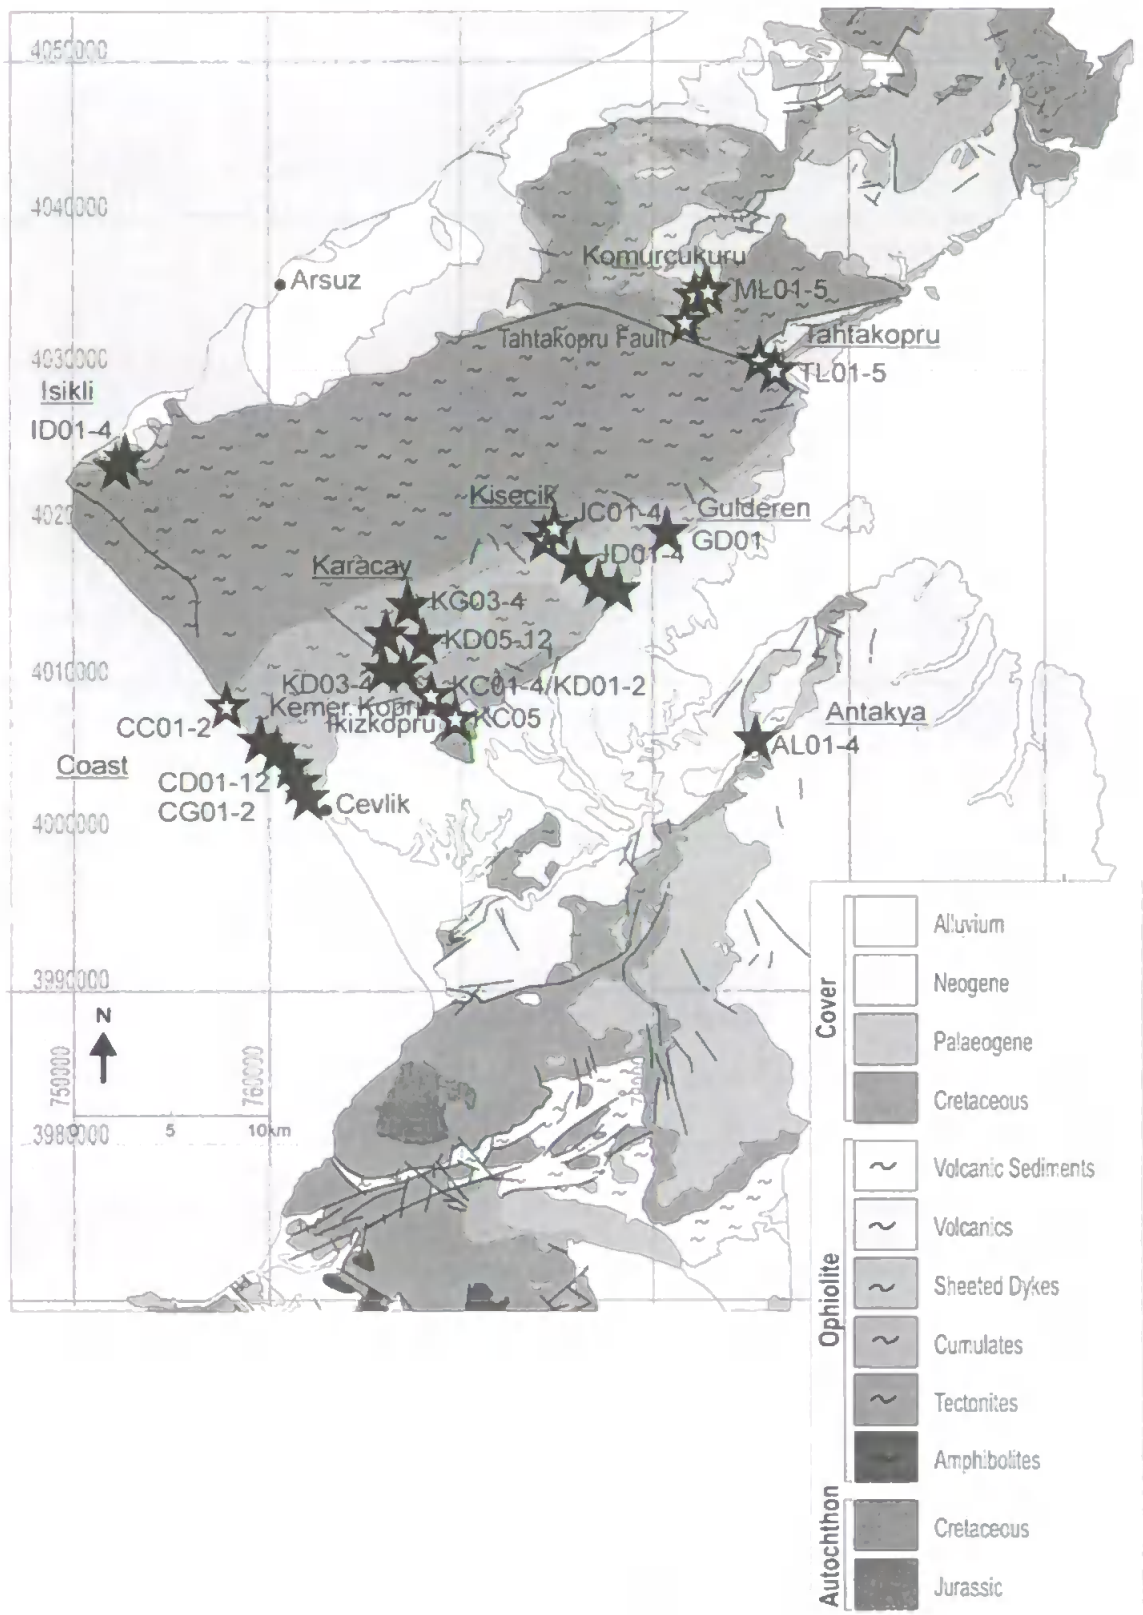 4050000
4040000
Komurcukuru
Arsuz
ML01-5
Tahtakopru Fault
Tahtakopru
4030000
TL01-5
Isikli
ID01-4
Kisecik
JC01-4
Gulderen
GD01
JD01-4
Karacay
KG03-4
KD05-12
4010000
KD03-4
KC01-4/KD01-2
Kemer Kopru
Ikizkopru
KC05
CC01-2
Antakya
AL01-4
Coast
CD01-12
CG01-2
Cevlik
4000000
3990000
N
750000
760000
3980000
0 5 10km
Cover
Alluvium
Neogene
Palaeogene
Cretaceous
Ophiolite
Volcanic Sediments
Volcanics
Sheeted Dykes
Cumulates
Tectonites
Amphibolites
Autochthon
Cretaceous
Jurassic